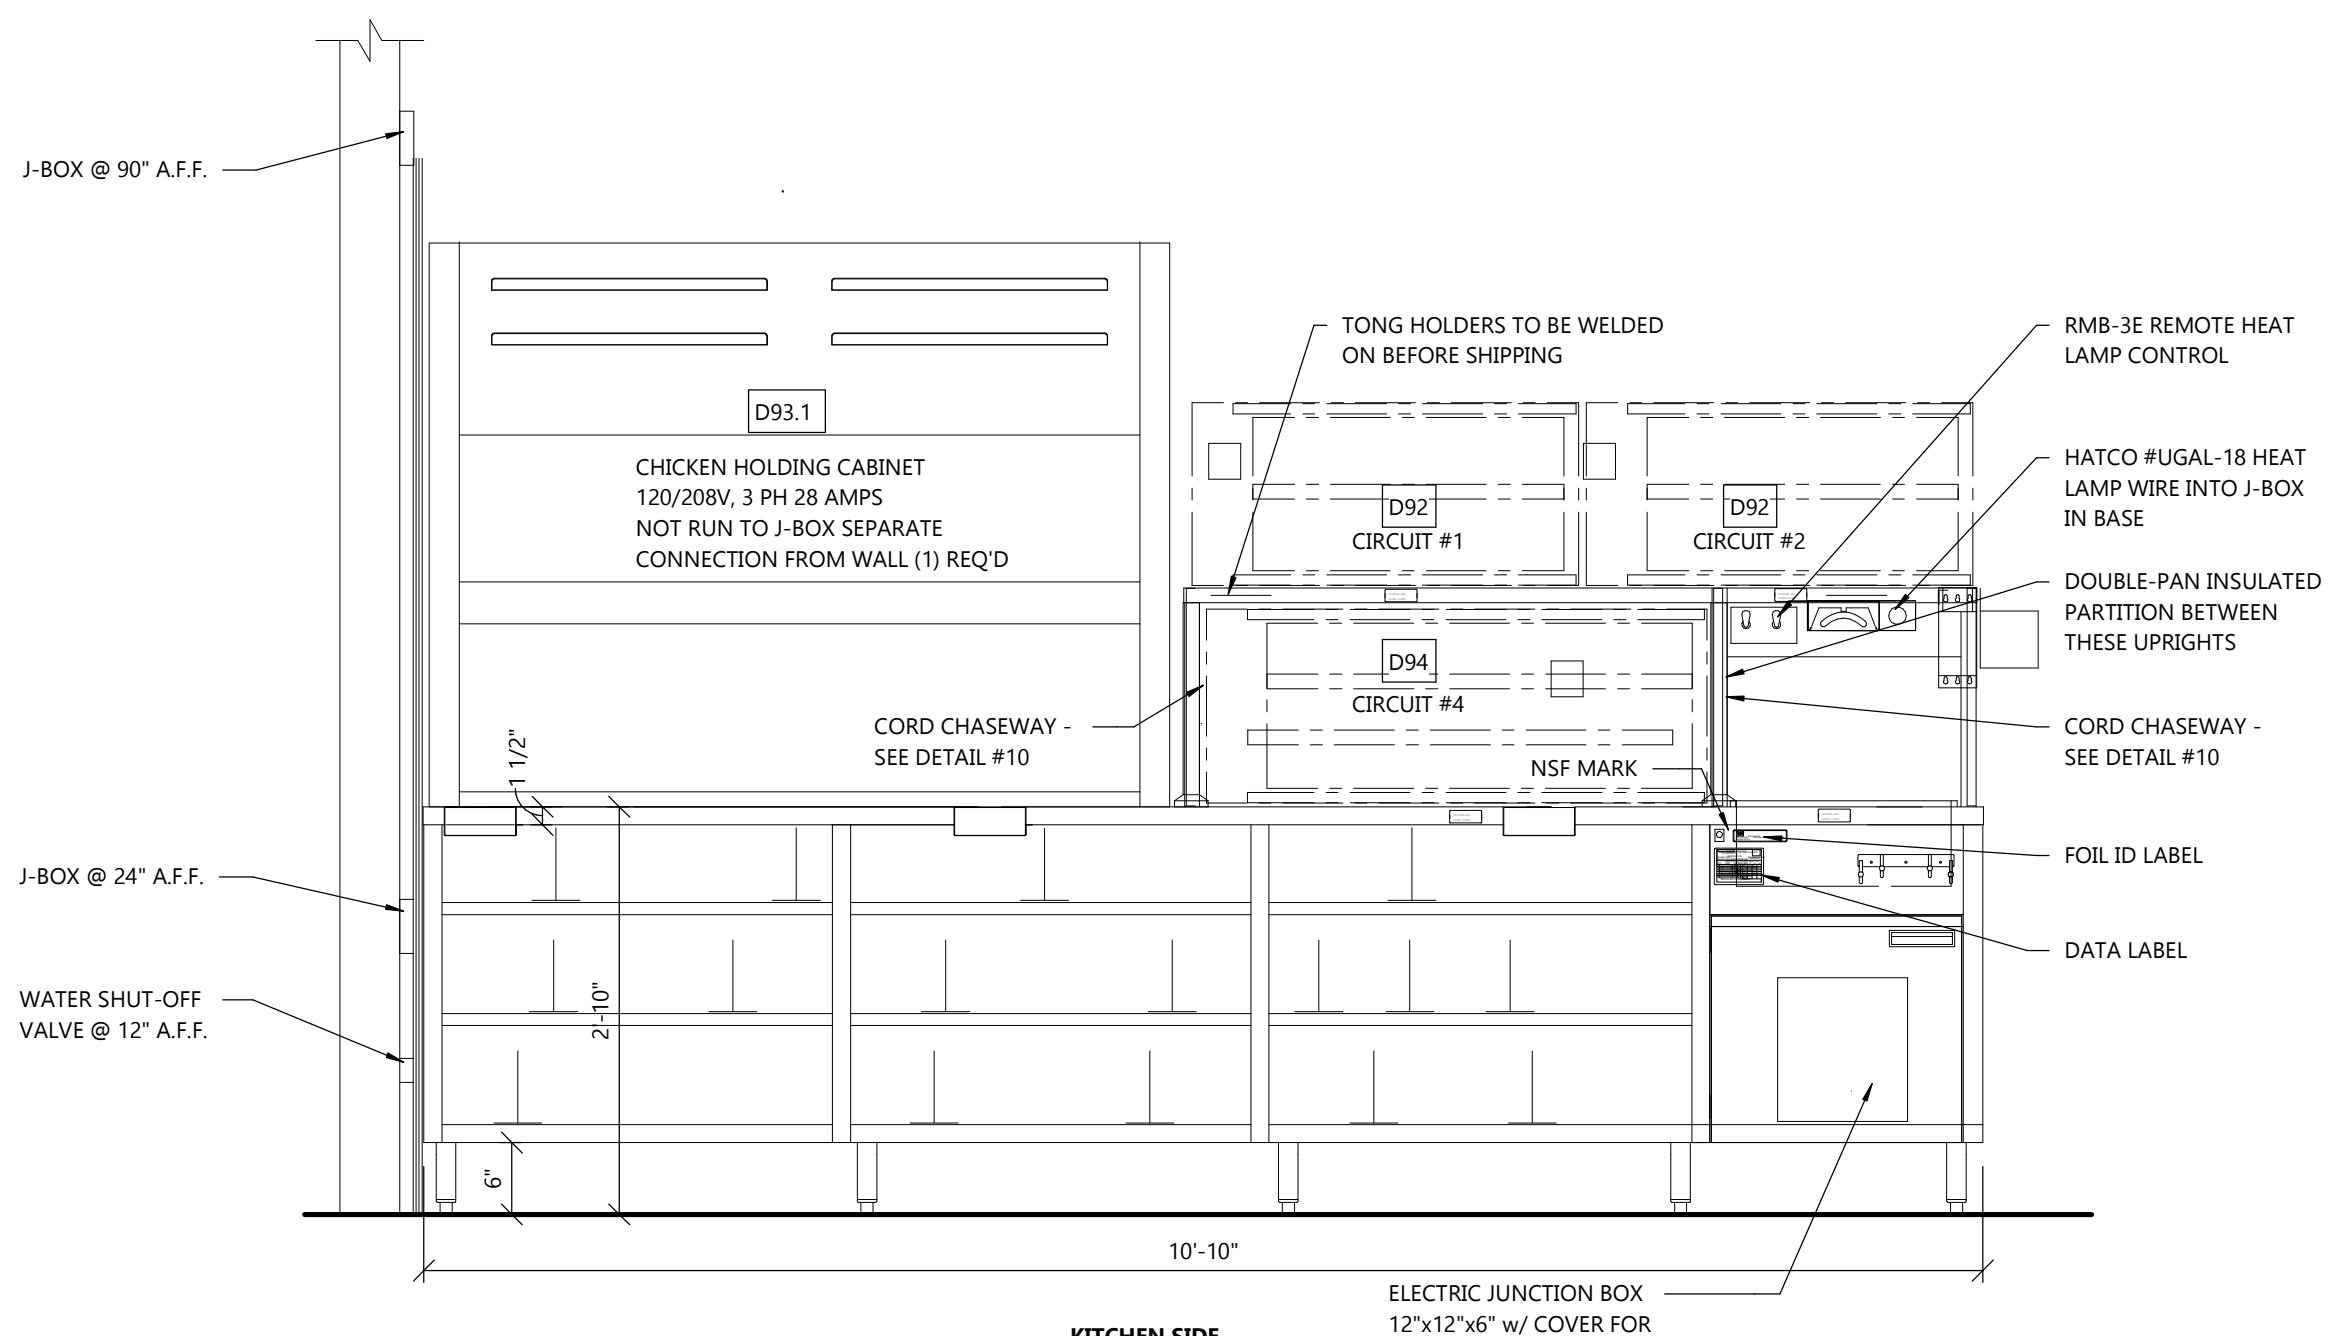 J-BOX @ 90" A.F.F.
D93.1
CHICKEN HOLDING CABINET
120/208V, 3 PH 28 AMPS
NOT RUN TO J-BOX SEPARATE
CONNECTION FROM WALL (1) REQ'D
TONG HOLDERS TO BE WELDED
ON BEFORE SHIPPING
RMB-3E REMOTE HEAT
LAMP CONTROL
HATCO #UGAL-18 HEAT
LAMP WIRE INTO J-BOX
IN BASE
D92
CIRCUIT #1
D92
CIRCUIT #2
DOUBLE-PAN INSULATED
PARTITION BETWEEN
THESE UPRIGHTS
D94
CIRCUIT #4
CORD CHASEWAY -
SEE DETAIL #10
CORD CHASEWAY -
SEE DETAIL #10
NSF MARK
1 1/2"
FOIL ID LABEL
J-BOX @ 24" A.F.F.
DATA LABEL
WATER SHUT-OFF
VALVE @ 12" A.F.F.
2'-10"
6"
10'-10"
ELECTRIC JUNCTION BOX
12"x12"x6" w/ COVER FOR
KITCHEN SIDE